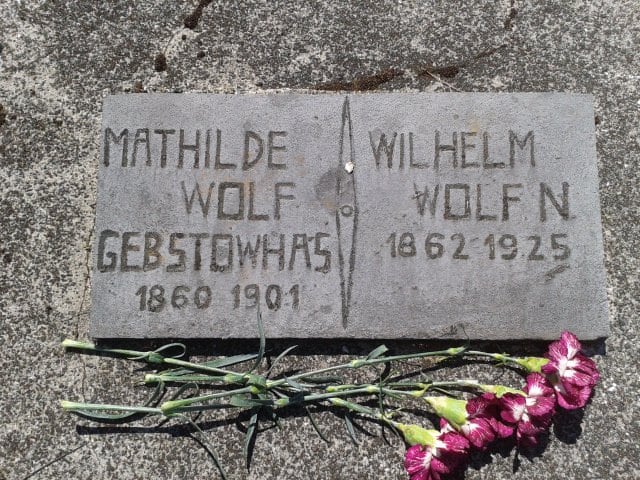 MATHILDE
WOLF
GEBSTOWHAS
1860 1901
WILHELM
WOLF N
1862-1925